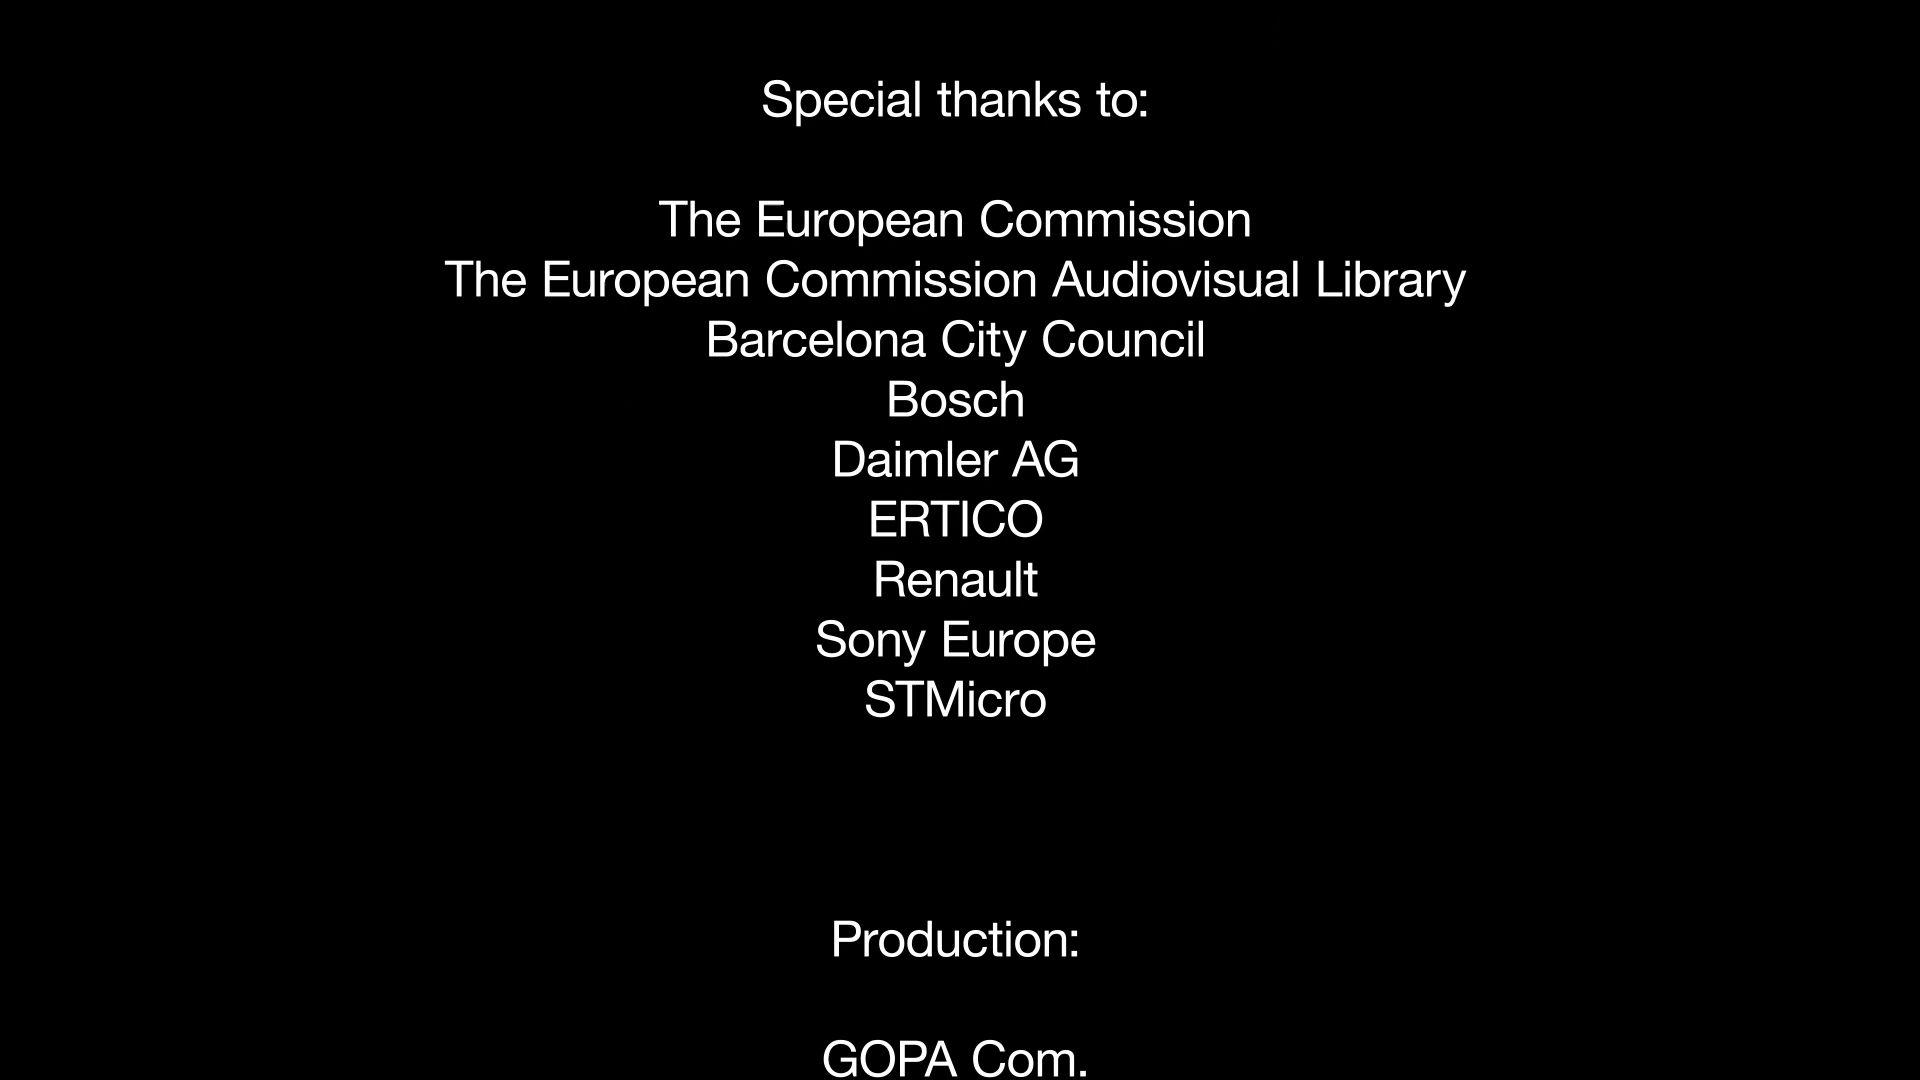 Special thanks to:
The European Commission
The European Commission Audiovisual Library
Barcelona City Council
Bosch
Daimler AG
ERTICO
Renault
Sony Europe
STMicro
Production:
GOPA Com.